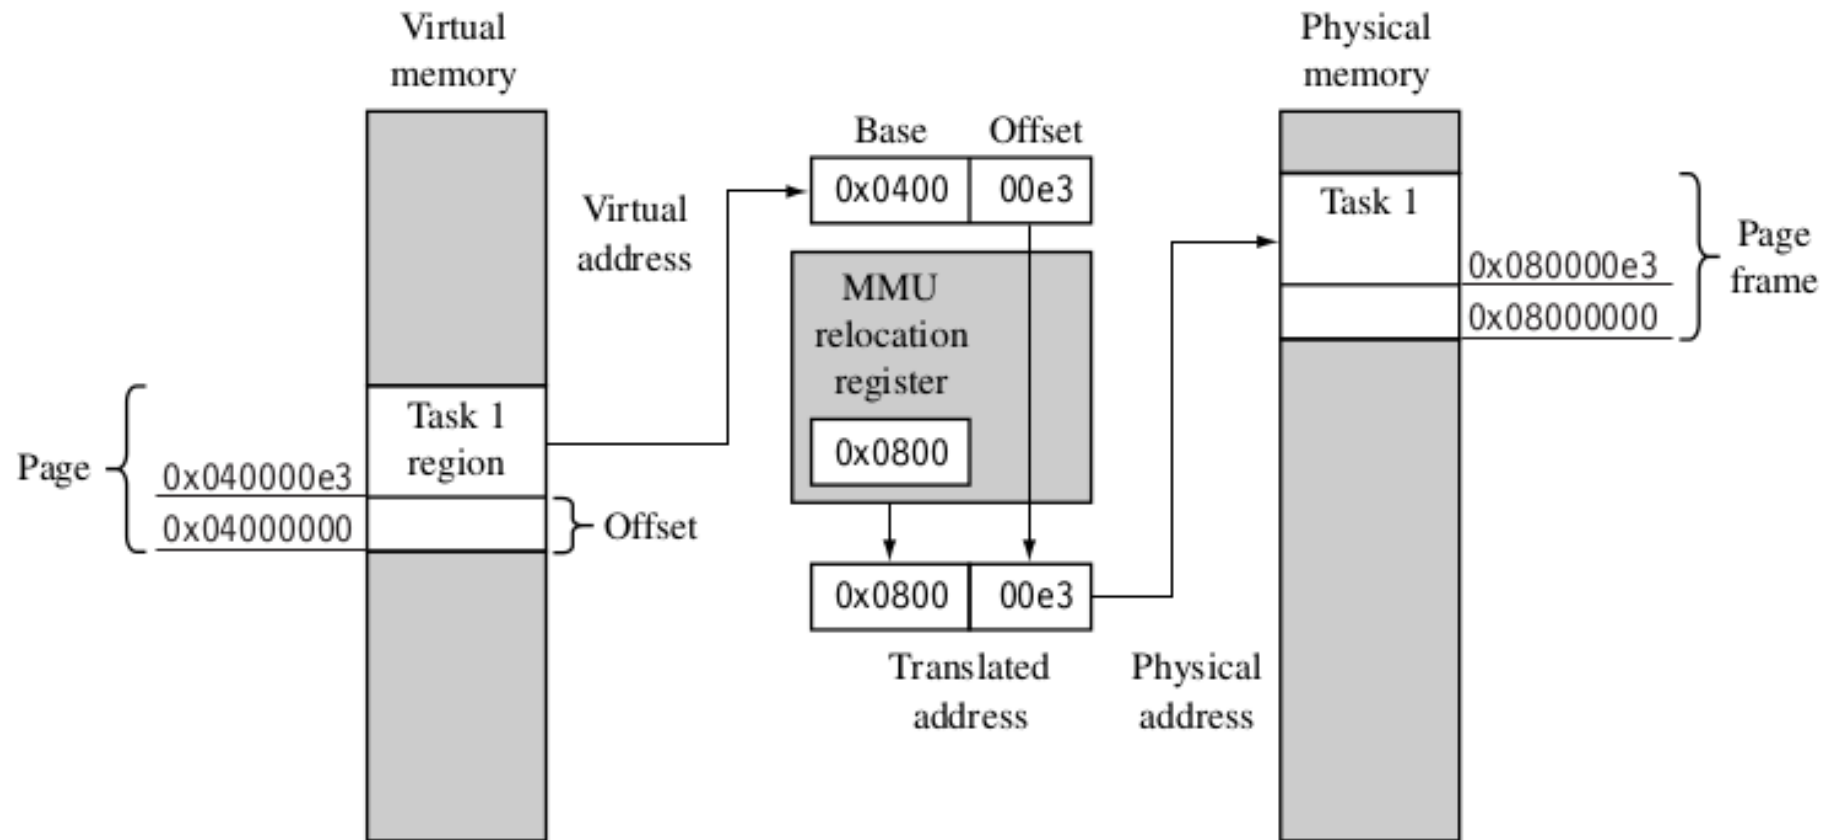 Virtual
memory
Physical
memory
Base
Offset
0x0400
00e3
Virtual
address
Task 1
Page
frame
0x080000e3
0x08000000
MMU
relocation
register
0x0800
Task 1
region
Page
0x040000e3
0x04000000
Offset
0x0800
00e3
Translated
address
Physical
address